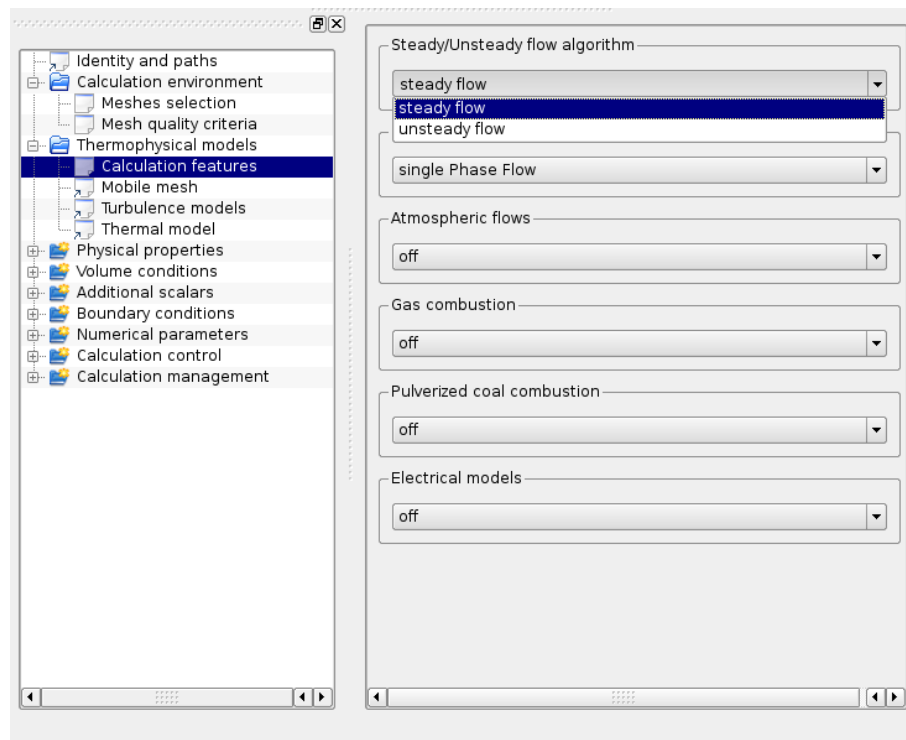 Identity and paths
Calculation environment
Meshes selection
Mesh quality criteria
Thermophysical models
Calculation features
Mobile mesh
Turbulence models
Thermal model
Physical properties
Volume conditions
Additional scalars
Boundary conditions
Numerical parameters
Calculation control
Calculation management
Steady/Unsteady flow algorithm
steady flow
steady flow
unsteady flow
single Phase Flow
Atmospheric flows
off
Gas combustion
off
Pulverized coal combustion
off
Electrical models
off